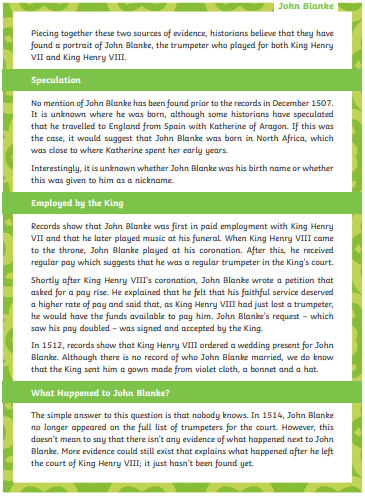 John Blanke
Piecing together these two sources of evidence, historians believe that they have
found a portrait of John Blanke, the trumpeter who played for both King Henry
VII and King Henry VIII.
Speculation
No mention of John Blanke has been found prior to the records in December 1507.
It is unknown where he was born, although some historians have speculated
that he travelled to England from Spain with Katherine of Aragon. If this was
the case, it would suggest that John Blanke was born in North Africa, which
was close to where Katherine spent her early years.
Interestingly, it is unknown whether John Blanke was his birth name or whether
this was given to him as a nickname.
Employed by the King
Records show that John Blanke was first in paid employment with King Henry
VII and that he later played music at his funeral. When King Henry VIII came
to the throne, John Blanke played at his coronation. After this, he received
regular pay which suggests that he was a regular trumpeter in the King's court.
Shortly after King Henry VIII's coronation, John Blanke wrote a petition that
asked for a pay rise. He explained that he felt that his faithful service deserved
a higher rate of pay and said that, as King Henry VIII had just lost a trumpeter,
he would have the funds available to pay him. John Blanke's request – which
saw his pay doubled – was signed and accepted by the King.
In 1512, records show that King Henry VIII ordered a wedding present for John
Blanke. Although there is no record of who John Blanke married, we do know
that the King sent him a gown made from violet cloth, a bonnet and a hat.
What Happened to John Blanke?
The simple answer to this question is that nobody knows. In 1514, John Blanke
no longer appeared on the full list of trumpeters for the court. However, this
doesn't mean to say that there isn't any evidence of what happened next to John
Blanke. More evidence could still exist that explains what happened after he left
the court of King Henry VIII; it just hasn't been found yet.